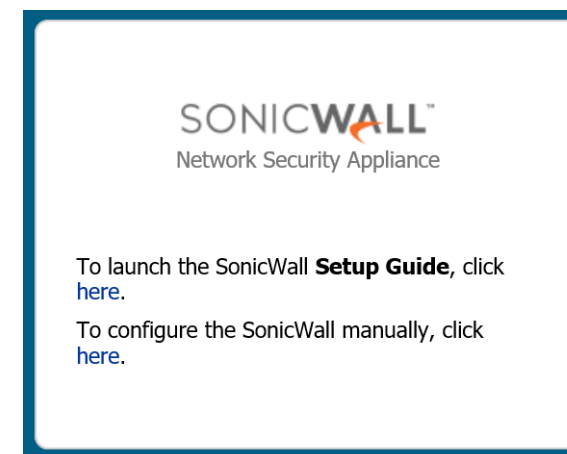 SONICWALL™
Network Security Appliance
To launch the SonicWall Setup Guide, click
here.
To configure the SonicWall manually, click
here.